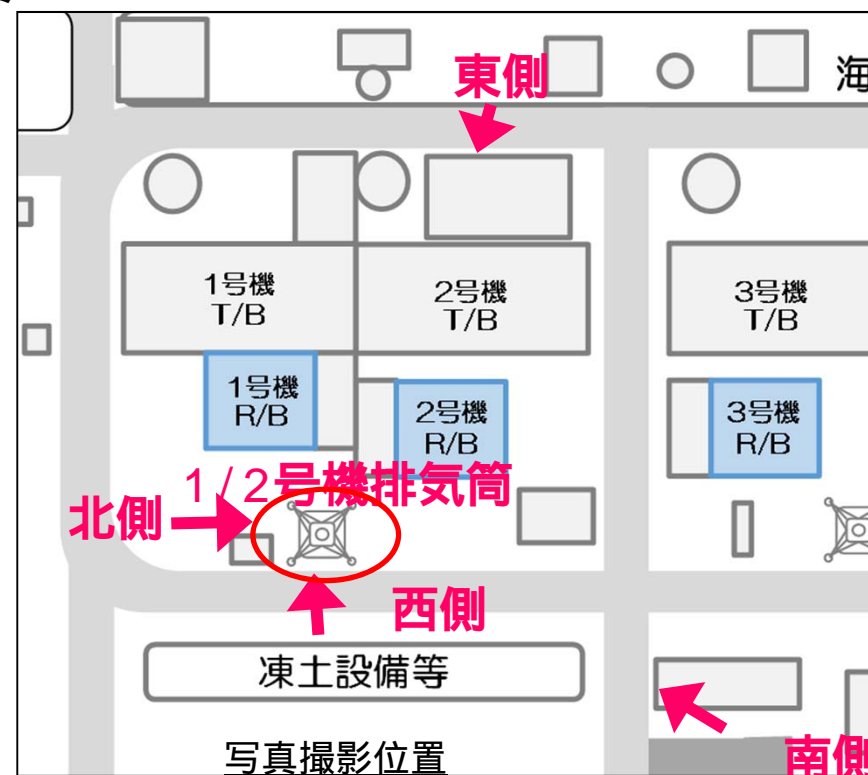 東側
海
1号機
T/B
2号機
T/B
3号機
T/B
1号機
R/B
2号機
R/B
3号機
R/B
1/2号機排気筒
北側
西側
凍土設備等
南側
写真撮影位置